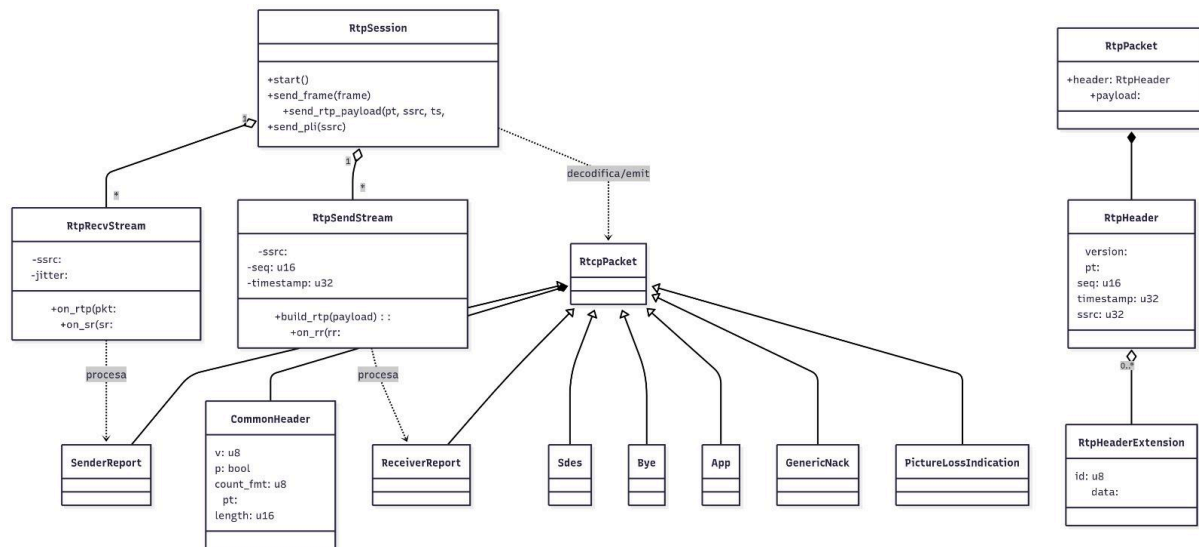 RtpSession
+start()
+send_frame(frame)
+send_rtp_payload(pt, ssrc, ts,
+send_pli(ssrc)
RtpPacket
+header: RtpHeader
+payload:
1
1
decodifica/emit
*
*
RtpRecvStream
-ssrc:
-jitter:
+on_rtp(pkt:
+on_sr(sr:
RtpSendStream
-ssrc:
-seq: u16
-timestamp: u32
+build_rtp(payload) : :
+on_rr(rr:
RtcpPacket
RtpHeader
version:
pt:
seq: u16
timestamp: u32
ssrc: u32
0..*
procesa
procesa
SenderReport
CommonHeader
v: u8
p: bool
count_fmt: u8
pt:
length: u16
ReceiverReport
Sdes
Bye
App
GenericNack
PictureLossIndication
RtpHeaderExtension
id: u8
data: